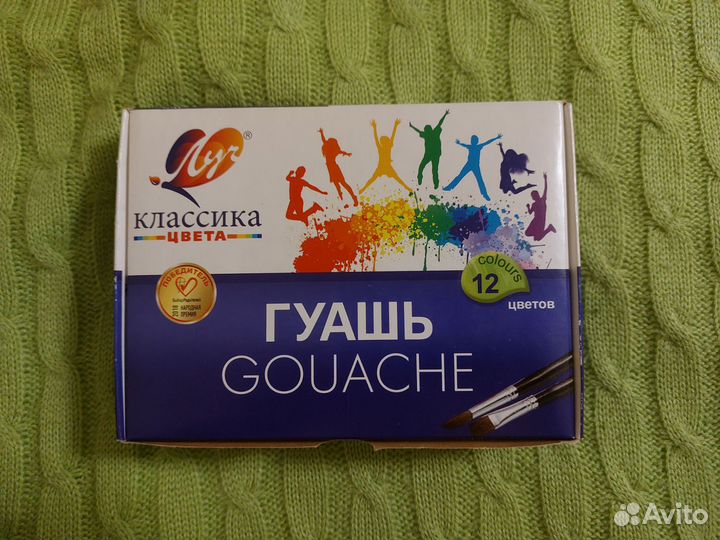 Луч®
КЛАССИКА
ЦВЕТА
ПОБЕДИТЕЛЬ
НАРОДНАЯ
ПРЕМИЯ
colours
12
цветов
ГУАШЬ
GOUACHE
Avito